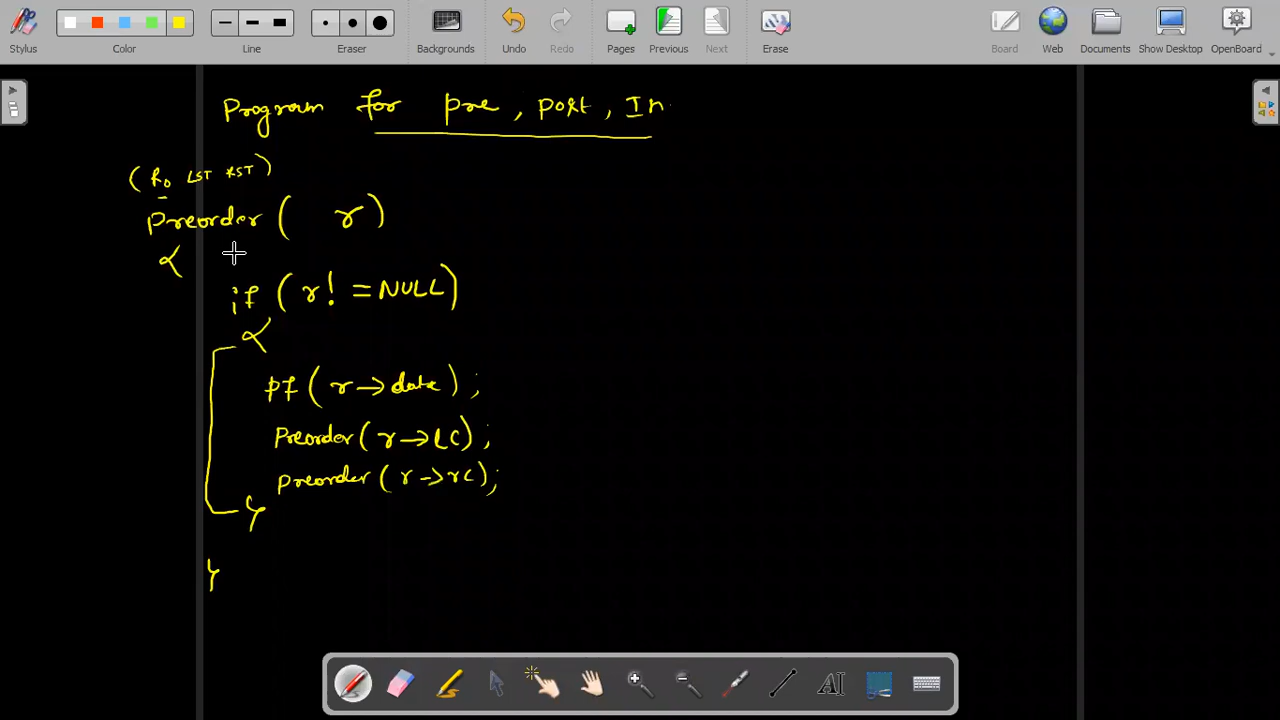 Stylus Color Line Eraser Backgrounds Undo Redo Pages Previous Next Erase Board Web Documents Show Desktop OpenBoard
Program for pre, post, In
(Ro LST RST)
Preorder( r)
{
if (r! =NULL)
{
pf(r→data);
Preorder(r→LC);
preorder(r→rC);
}
}
AI